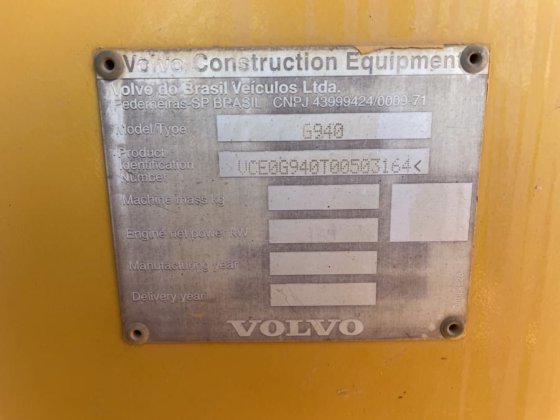 Volvo Construction Equipment
Volvo do Brasil Veículos Ltda.
Pederneiras-SP BRASIL CNPJ 43999424/0009-71
Model/Type G940
Product
Identification >VCE0G940T00503164<
Number
Machine mass kg
Engine net power kW
Manufacturing year
Delivery year
VOLVO